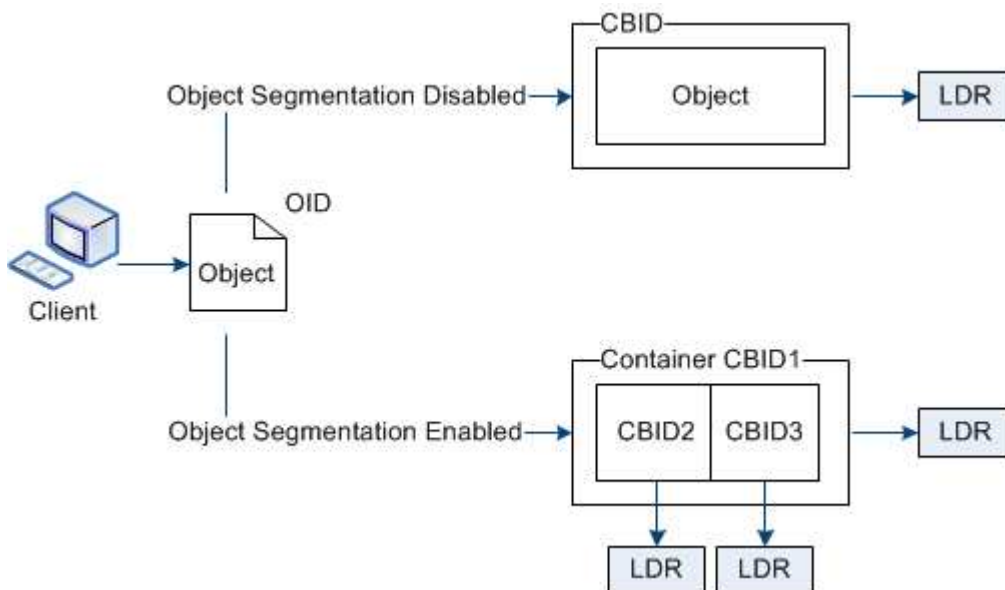 CBID
Object Segmentation Disabled
Object
LDR
OID
Object
Client
Container CBID1
Object Segmentation Enabled
CBID2
CBID3
LDR
LDR
LDR